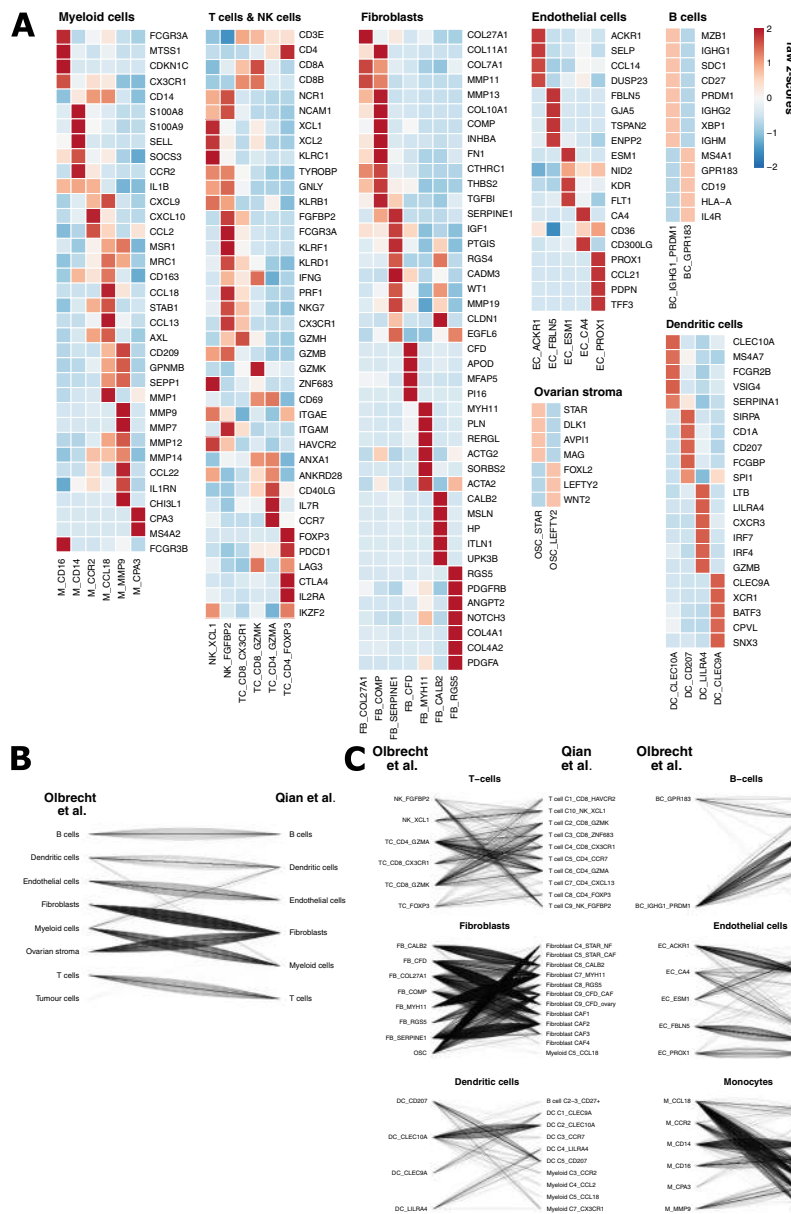 A
Myeloid cells
FCGR3A
MTSS1
CDKN1C
CX3CR1
CD14
S100A8
S100A9
SELL
SOCS3
CCR2
IL1B
CXCL9
CXCL10
CCL2
MSR1
MRC1
CD163
CCL18
STAB1
CCL13
AXL
CD209
GPNMB
SEPP1
MMP1
MMP9
MMP7
MMP12
MMP14
CCL22
IL1RN
CHI3L1
CPA3
MS4A2
FCGR3B
M_CD16
M_CD14
M_CCR2
M_CCL18
M_MMP9
M_CPA3
T cells & NK cells
CD3E
CD4
CD8A
CD8B
NCR1
NCAM1
XCL1
XCL2
KLRC1
TYROBP
GNLY
KLRB1
FGFBP2
FCGR3A
KLRF1
KLRD1
IFNG
PRF1
NKG7
CX3CR1
GZMH
GZMB
GZMK
ZNF683
CD69
ITGAE
ITGAM
HAVCR2
ANXA1
ANKRD28
CD40LG
IL7R
CCR7
FOXP3
PDCD1
LAG3
CTLA4
IL2RA
IKZF2
NK_XCL1
NK_FGFBP2
TC_CD8_CX3CR1
TC_CD8_GZMK
TC_CD4_GZMA
TC_CD4_FOXP3
Fibroblasts
COL27A1
COL11A1
COL7A1
MMP11
MMP13
COL10A1
COMP
INHBA
FN1
CTHRC1
THBS2
TGFBI
SERPINE1
IGF1
PTGIS
RGS4
CADM3
WT1
MMP19
CLDN1
EGFL6
CFD
APOD
MFAP5
PI16
MYH11
PLN
RERGL
ACTG2
SORBS2
ACTA2
CALB2
MSLN
HP
ITLN1
UPK3B
RGS5
PDGFRB
ANGPT2
NOTCH3
COL4A1
COL4A2
PDGFA
FB_COL27A1
FB_COMP
FB_SERPINE1
FB_CFD
FB_MYH11
FB_CALB2
FB_RGS5
Endothelial cells
ACKR1
SELP
CCL14
DUSP23
FBLN5
GJA5
TSPAN2
ENPP2
ESM1
NID2
KDR
FLT1
CA4
CD36
CD300LG
PROX1
CCL21
PDPN
TFF3
EC_ACKR1
EC_FBLN5
EC_ESM1
EC_CA4
EC_PROX1
Ovarian stroma
STAR
DLK1
AVPI1
MAG
FOXL2
LEFTY2
WNT2
OSC_STAR
OSC_LEFTY2
B cells
MZB1
IGHG1
SDC1
CD27
PRDM1
IGHG2
XBP1
IGHM
MS4A1
GPR183
CD19
HLA-A
IL4R
BC_IGHG1_PRDM1
BC_GPR183
2
1
0
−1
−2
Dendritic cells
CLEC10A
MS4A7
FCGR2B
VSIG4
SERPINA1
SIRPA
CD1A
CD207
FCGBP
SPI1
LTB
LILRA4
CXCR3
IRF7
IRF4
GZMB
CLEC9A
XCR1
BATF3
CPVL
SNX3
DC_CLEC10A
DC_CD207
DC_LILRA4
DC_CLEC9A
B
Olbrecht et al.
Qian et al.
B cells
Dendritic cells
Endothelial cells
Fibroblasts
Myeloid cells
Ovarian stroma
T cells
Tumour cells
B cells
Dendritic cells
Endothelial cells
Fibroblasts
Myeloid cells
T cells
C
Olbrecht et al.
Qian et al.
Olbrecht et al.
T−cells
NK_FGFBP2
NK_XCL1
TC_CD4_GZMA
TC_CD8_CX3CR1
TC_CD8_GZMK
TC_FOXP3
T cell C1_CD8_HAVCR2
T cell C10_NK_XCL1
T cell C2_CD8_GZMK
T cell C3_CD8_ZNF683
T cell C4_CD8_CX3CR1
T cell C5_CD4_CCR7
T cell C6_CD4_GZMA
T cell C7_CD4_CXCL13
T cell C8_CD4_FOXP3
T cell C9_NK_FGFBP2
B−cells
BC_GPR183
BC_IGHG1_PRDM1
Fibroblasts
FB_CALB2
FB_CFD
FB_COL27A1
FB_COMP
FB_MYH11
FB_RGS5
FB_SERPINE1
OSC
Fibroblast C4_STAR_NF
Fibroblast C5_STAR_CAF
Fibroblast C6_CALB2
Fibroblast C7_MYH11
Fibroblast C8_RGS5
Fibroblast C9_CFD_CAF
Fibroblast C9_CFD_ovary
Fibroblast CAF1
Fibroblast CAF2
Fibroblast CAF3
Fibroblast CAF4
Myeloid C5_CCL18
Endothelial cells
EC_ACKR1
EC_CA4
EC_ESM1
EC_FBLN5
EC_PROX1
Dendritic cells
DC_CD207
DC_CLEC10A
DC_CLEC9A
DC_LILRA4
B cell C2−3_CD27+
DC C1_CLEC9A
DC C2_CLEC10A
DC C3_CCR7
DC C4_LILRA4
DC C5_CD207
Myeloid C3_CCR2
Myeloid C4_CCL2
Myeloid C5_CCL18
Myeloid C7_CX3CR1
Monocytes
M_CCL18
M_CCR2
M_CD14
M_CD16
M_CPA3
M_MMP9